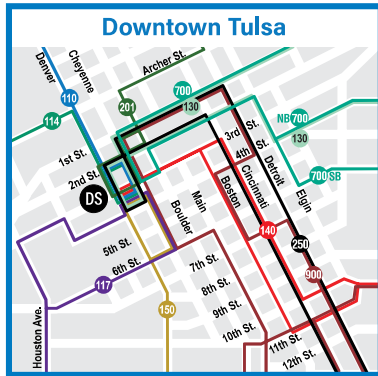 Downtown Tulsa
Denver
Cheyenne
Archer St.
110
201
700
130
114
NB 700
130
1st St.
2nd St.
3rd St.
4th St.
DS
700 SB
Boulder
Main
Boston
Cincinnati
Detroit
Elgin
5th St.
6th St.
117
140
250
900
150
7th St.
8th St.
9th St.
10th St.
11th St.
12th St.
Houston Ave.